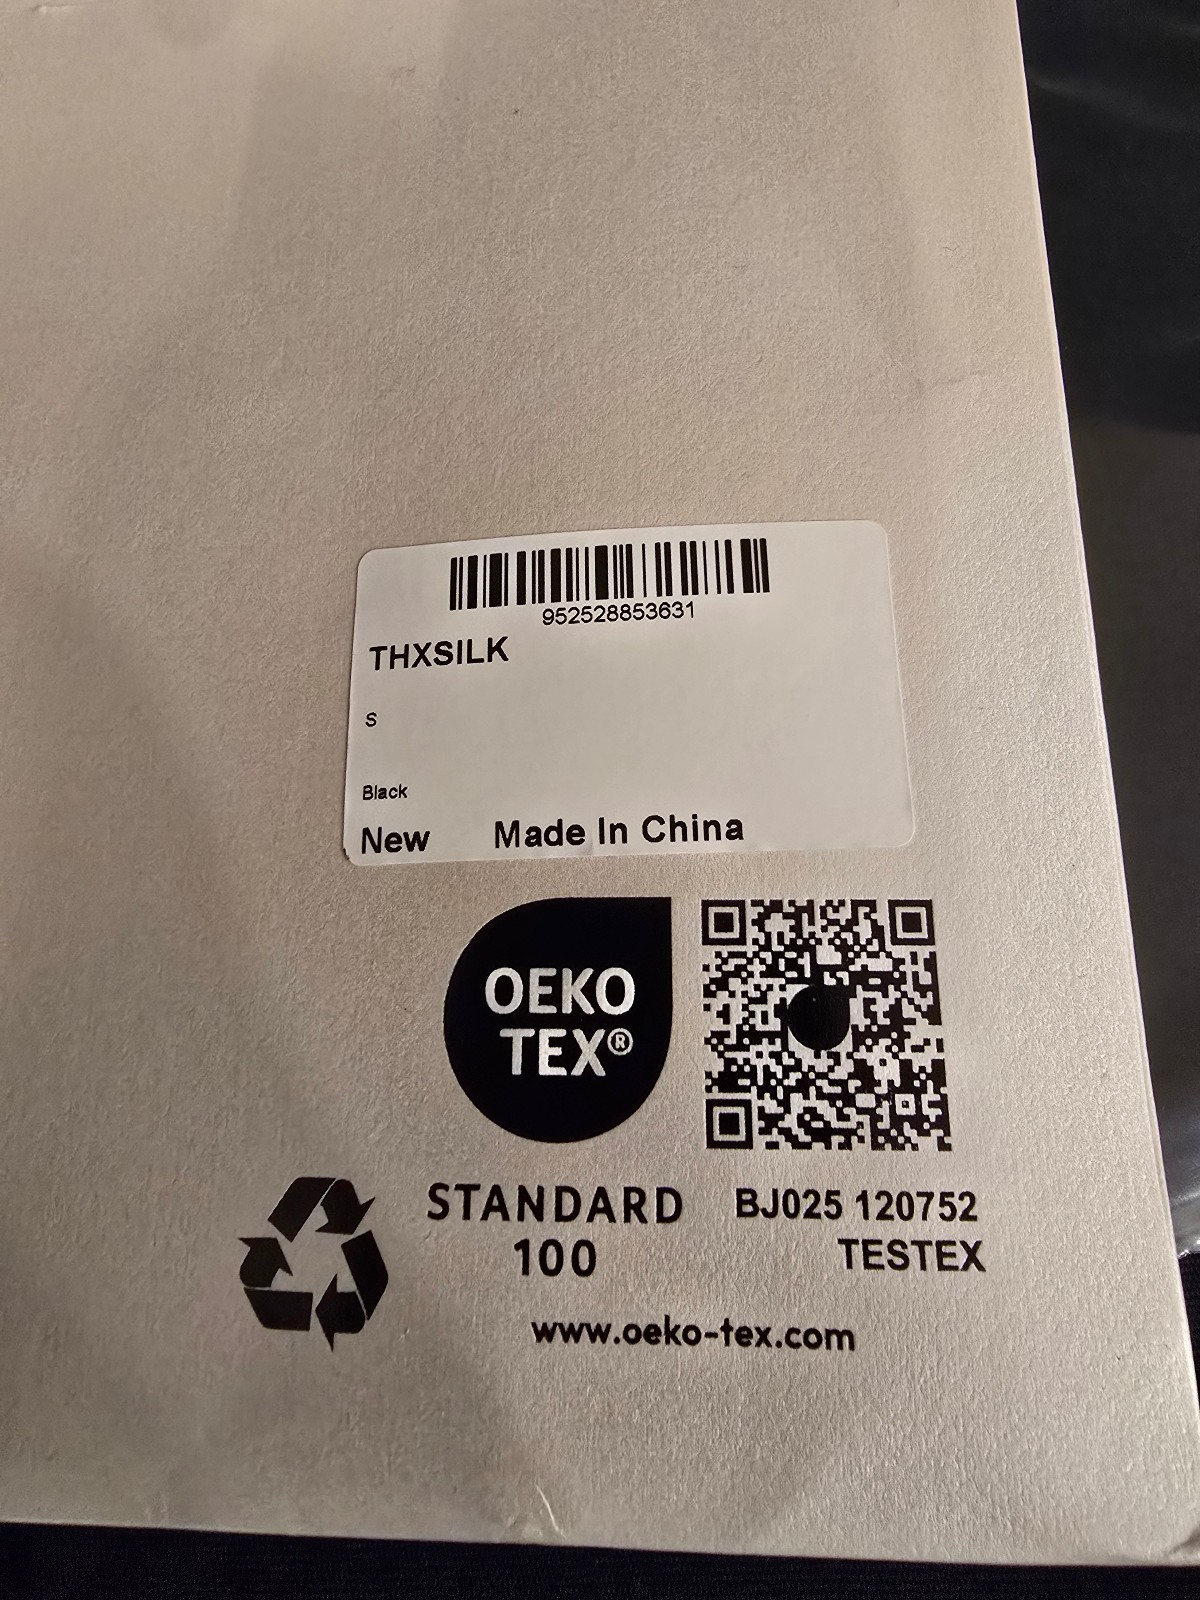 952528853631
THXSILK
S
Black
New Made In China
OEKO
TEX®
STANDARD
100
BJ025 120752
TESTEX
www.oeko-tex.com